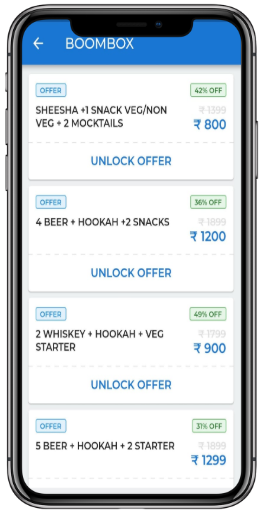 ← BOOMBOX
OFFER 42% OFF
SHEESHA +1 SNACK VEG/NON ₹ 1399
VEG + 2 MOCKTAILS ₹ 800
UNLOCK OFFER
OFFER 36% OFF
₹ 1899
4 BEER + HOOKAH +2 SNACKS ₹ 1200
UNLOCK OFFER
OFFER 49% OFF
2 WHISKEY + HOOKAH + VEG ₹ 1799
STARTER ₹ 900
UNLOCK OFFER
OFFER 31% OFF
5 BEER + HOOKAH + 2 STARTER ₹ 1899
₹ 1299